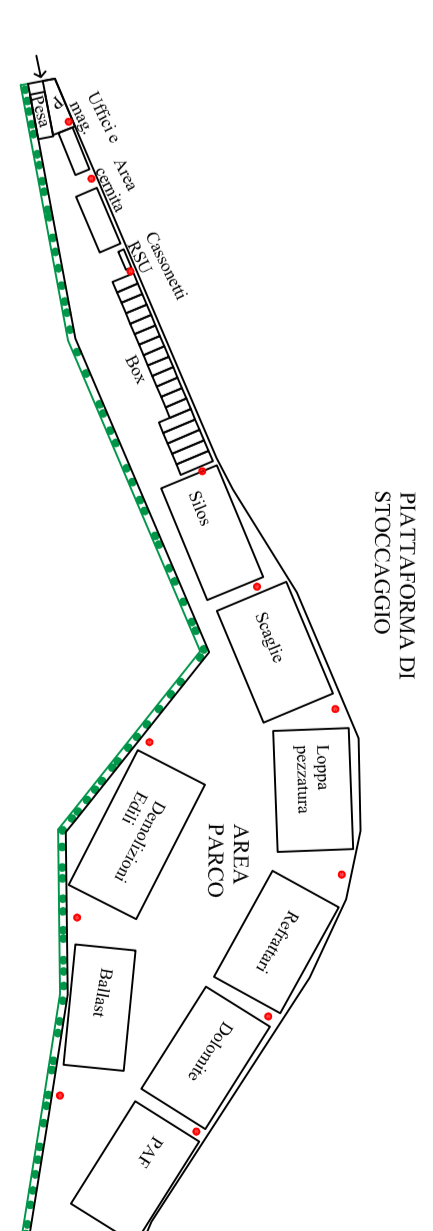 PIATTAFORMA DI
STOCCAGGIO
Pesa
P
Uffici e
mag.
Area
cernita
Cassonetti
RSU
Box
Silos
Scaglie
Loppa
pezzatura
AREA
PARCO
Demolizioni
Edili
Refrattari
Ballast
Dolomite
PAF